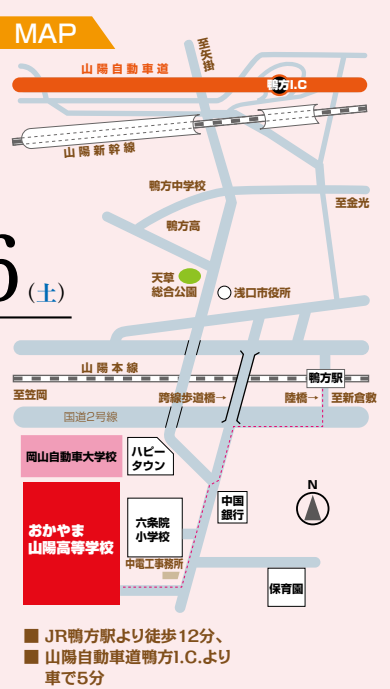 MAP
至矢掛
山陽自動車道
鴨方I.C
山陽新幹線
鴨方中学校
至金光
鴨方高
6(土)
天草
総合公園
浅口市役所
山陽本線
鴨方駅
至笠岡
跨線歩道橋→
陸橋→
至新倉敷
国道2号線
岡山自動車大学校
ハピー
タウン
中国
銀行
N
おかやま
山陽高等学校
六条院
小学校
中電工事務所
保育園
■ JR鴨方駅より徒歩12分、
■ 山陽自動車道鴨方I.C.より
車で5分